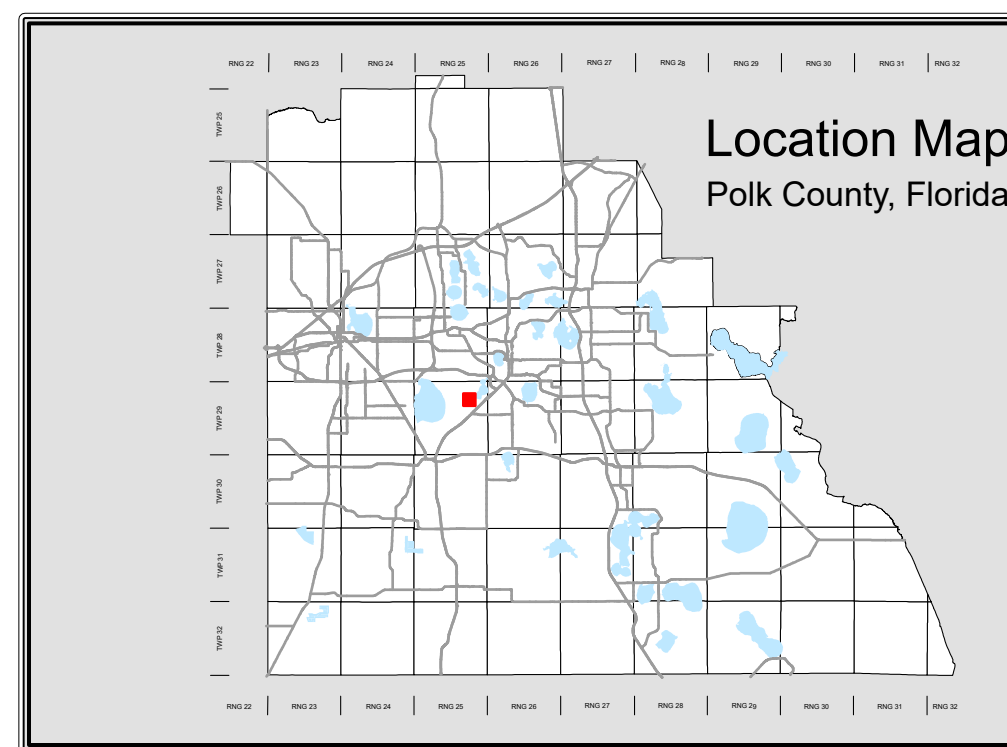 RNG 22 RNG 23 RNG 24 RNG 25 RNG 26 RNG 27 RNG 28 RNG 29 RNG 30 RNG 31 RNG 32
Location Map
Polk County, Florida
TWP 25
TWP 26
TWP 27
TWP 28
TWP 29
TWP 30
TWP 31
TWP 32
RNG 22 RNG 23 RNG 24 RNG 25 RNG 26 RNG 27 RNG 28 RNG 29 RNG 30 RNG 31 RNG 32